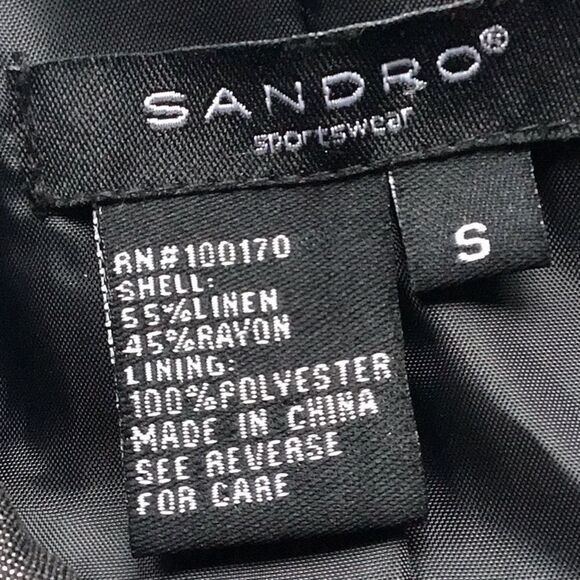 SANDRO®
sportswear
S
RN#100170
SHELL:
55%LINEN
45%RAYON
LINING:
100%POLYESTER
MADE IN CHINA
SEE REVERSE
FOR CARE